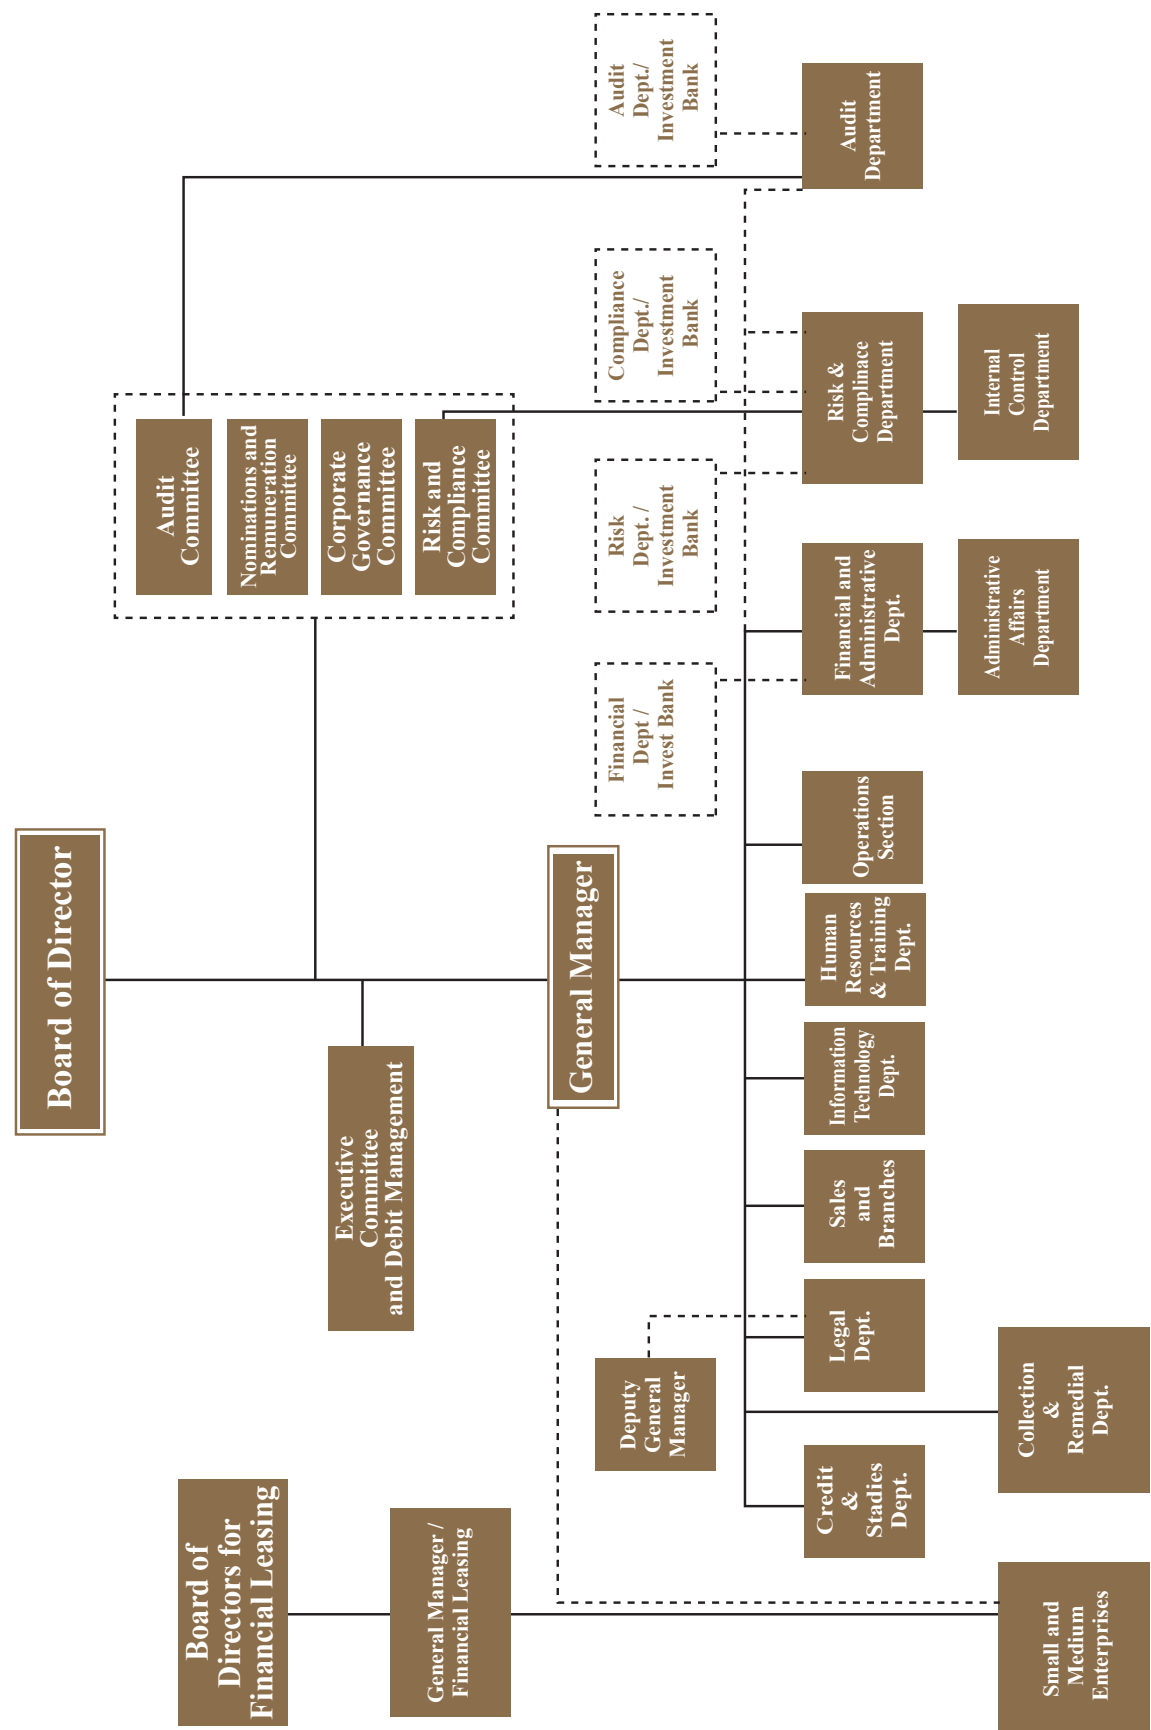 Board of Director
Board of
Directors for
Financial Leasing
Audit
Committee
Nominations and
Remuneration
Committee
Corporate
Governance
Committee
Risk and
Compliance
Committee
Executive
Committee
and Debit Management
General Manager /
Financial Leasing
General Manager
Deputy
General
Manager
Financial
Dept /
Invest Bank
Risk
Dept. /
Investment
Bank
Compliance
Dept./
Investment
Bank
Audit
Dept./
Investment
Bank
Credit
&
Stadies
Dept.
Legal
Dept.
Sales
and
Branches
Information
Technology
Dept.
Human
Resources
& Training
Dept.
Operations
Section
Financial and
Administrative
Dept.
Risk &
Complinace
Department
Audit
Department
Small and
Medium
Enterprises
Collection
&
Remedial
Dept.
Administrative
Affairs
Department
Internal
Control
Department